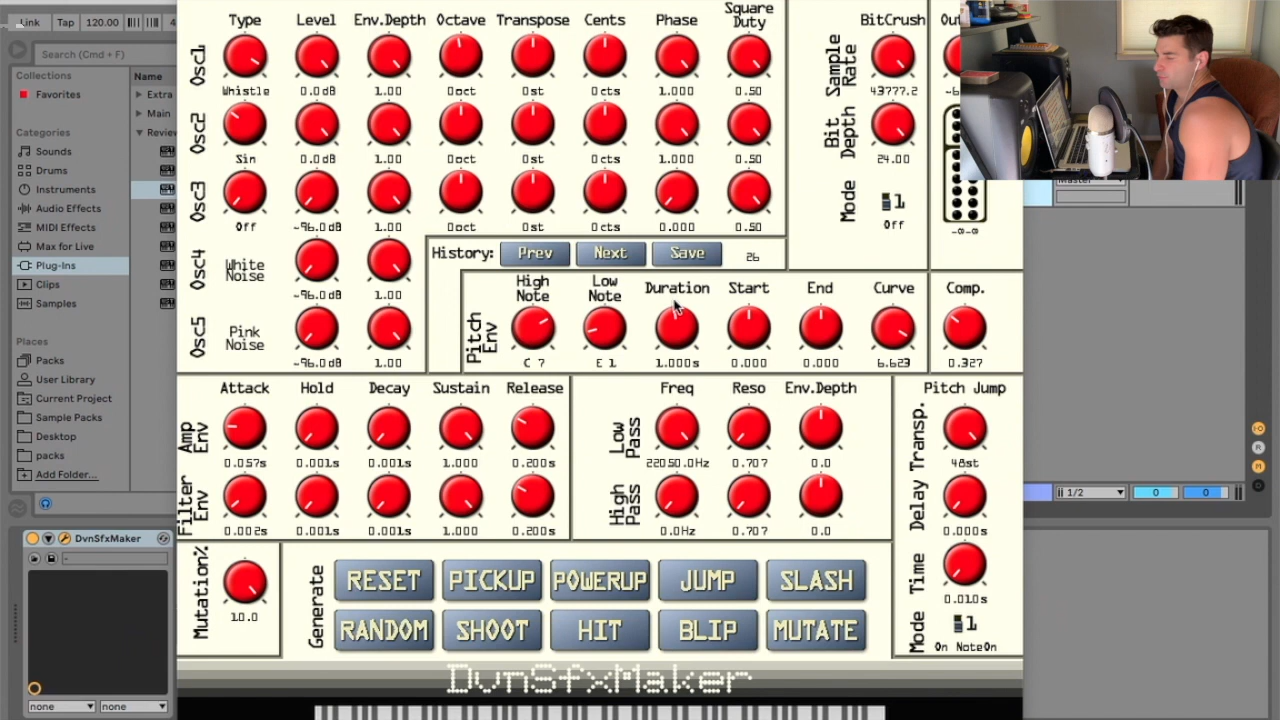 Link Tap 120.00 4
Search (Cmd + F)
Collections
Favorites
Categories
Sounds
Drums
Instruments
Audio Effects
MIDI Effects
Max for Live
Plug-Ins
Clips
Samples
Places
Packs
User Library
Current Project
Sample Packs
Desktop
packs
Add Folder...
Name
Extra
Main
Revie
Type Level Env.Depth Octave Transpose Cents Phase Square Duty
Osc1
Whistle 0.0dB 1.00 0oct 0st 0cts 1.000 0.50
Osc2
Sin 0.0dB 1.00 0oct 0st 0cts 1.000 0.50
Osc3
Off -96.0dB 1.00 0oct 0st 0cts 0.000 0.50
Osc4 White Noise
-96.0dB 1.00
Osc5 Pink Noise
-96.0dB 1.00
BitCrush
Sample Rate
43777.2
Bit Depth
24.00
Mode 1
Off
Out
-6
-∞-∞
Master
History: Prev Next Save 26
Pitch Env
High Note Low Note Duration Start End Curve
C 7 E 1 1.000s 0.000 0.000 6.623
Comp.
0.327
Attack Hold Decay Sustain Release
Amp Env
0.057s 0.001s 0.001s 1.000 0.200s
Filter Env
0.002s 0.001s 0.001s 1.000 0.200s
Freq Reso Env.Depth
Low Pass
22050.0Hz 0.707 0.0
High Pass
0.0Hz 0.707 0.0
Pitch Jump
Transp.
48st
Delay
0.000s
Time
0.010s
Mode 1
On NoteOn
1/2 0 0
Mutation%
10.0
Generate
RESET PICKUP POWERUP JUMP SLASH
RANDOM SHOOT HIT BLIP MUTATE
DvnSfxMaker
DvnSfxMaker
none none
I·O
R
M